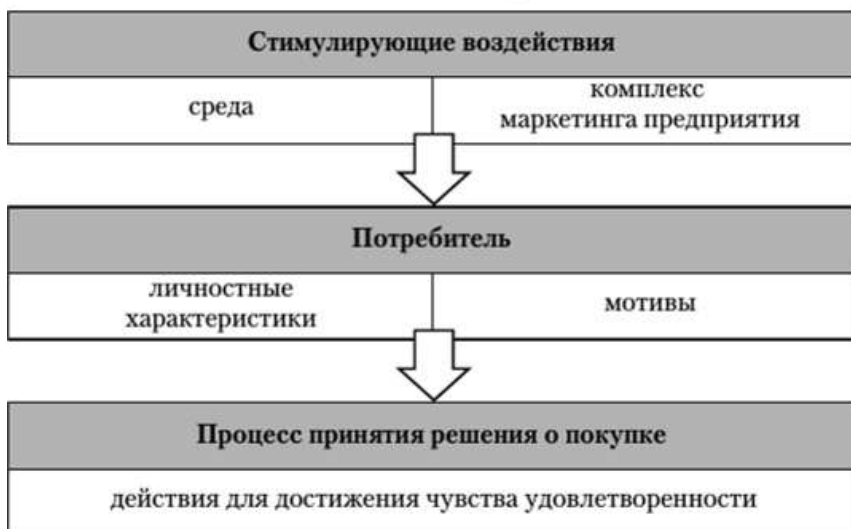 Стимулирующие воздействия
среда
комплекс
маркетинга предприятия
Потребитель
личностные
характеристики
мотивы
Процесс принятия решения о покупке
действия для достижения чувства удовлетворенности